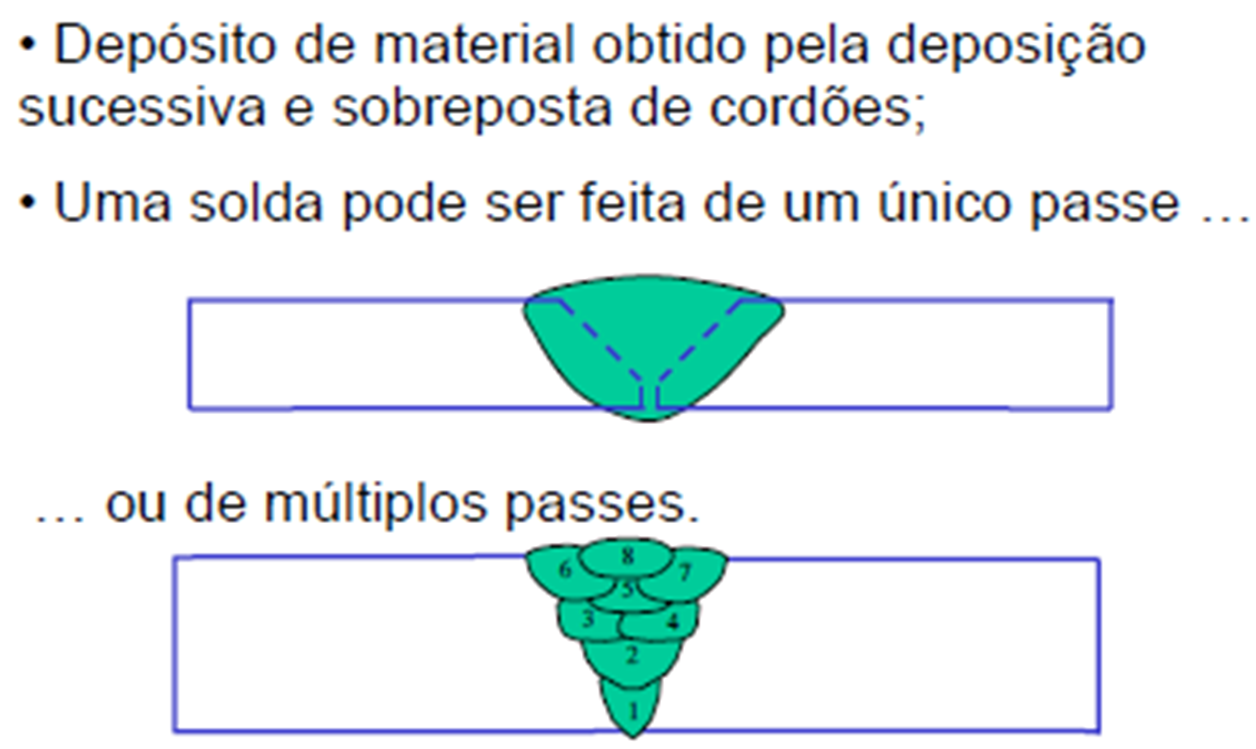 • Depósito de material obtido pela deposição
sucessiva e sobreposta de cordões;
• Uma solda pode ser feita de um único passe ...
... ou de múltiplos passes.
8
6
7
5
3
4
2
1